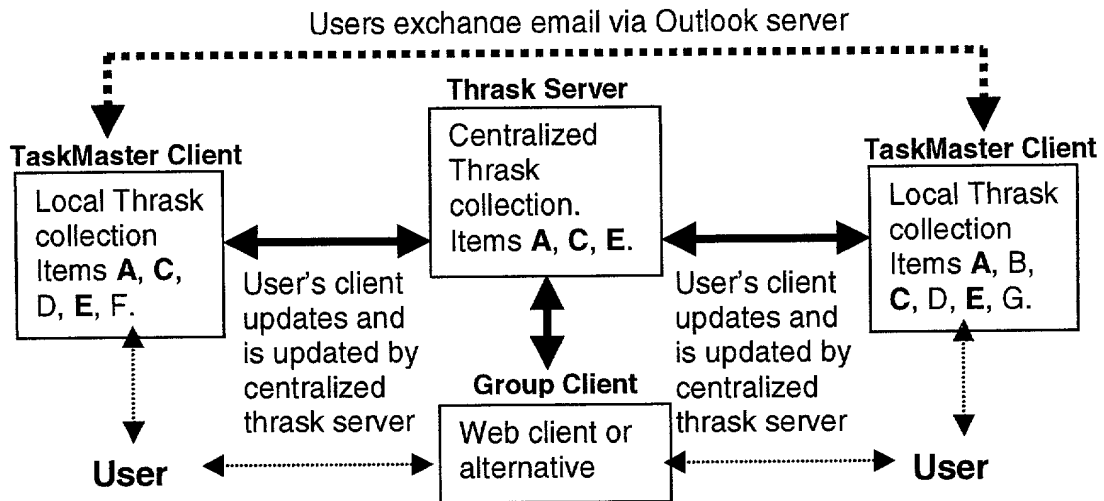 Users exchange email via Outlook server
Thrask Server
Centralized
Thrask
collection.
Items A, C, E.
TaskMaster Client
Local Thrask
collection
Items A, C,
D, E, F.
TaskMaster Client
Local Thrask
collection
Items A, B,
C, D, E, G.
User's client
updates and
is updated by
centralized
thrask server
User's client
updates and
is updated by
centralized
thrask server
Group Client
Web client or
alternative
User
User